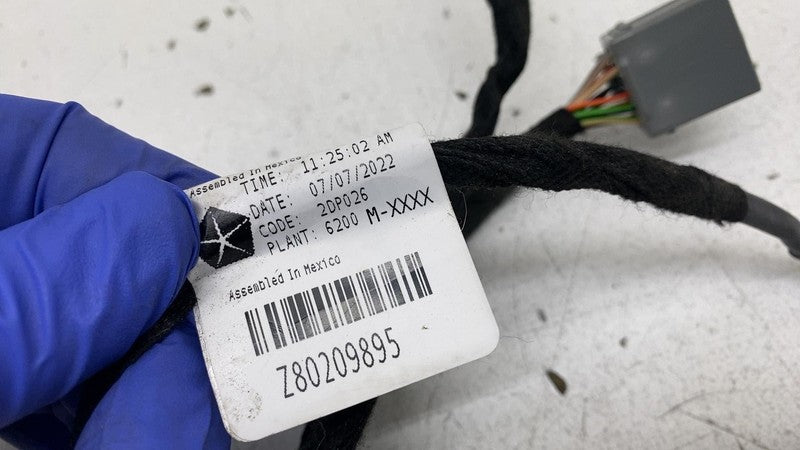 Assembled In Mexico
TIME: 11:25:02 AM
DATE: 07/07/2022
CODE: 2DP026
PLANT: 6200 M-XXXX
Assembled In Mexico
Z80209895